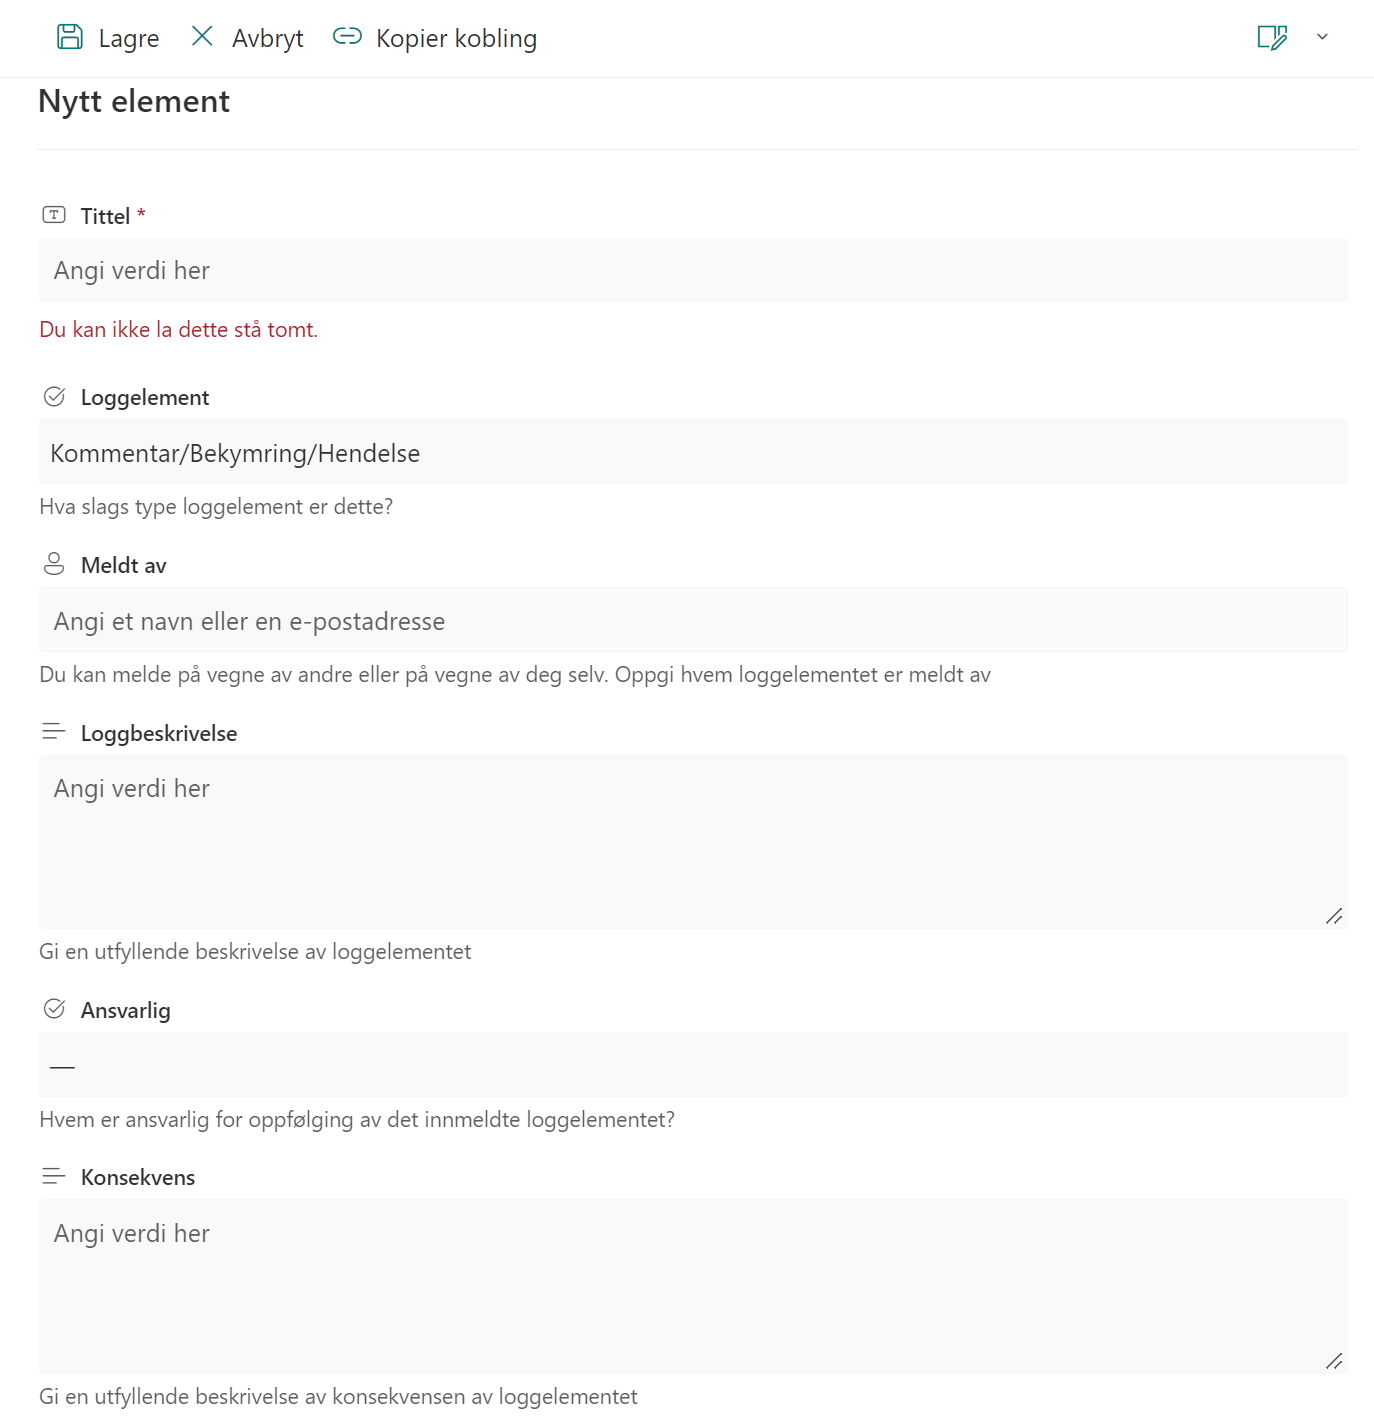 Lagre Avbryt Kopier kobling
Nytt element
Tittel *
Angi verdi her
Du kan ikke la dette stå tomt.
Loggelement
Kommentar/Bekymring/Hendelse
Hva slags type loggelement er dette?
Meldt av
Angi et navn eller en e-postadresse
Du kan melde på vegne av andre eller på vegne av deg selv. Oppgi hvem loggelementet er meldt av
Loggbeskrivelse
Angi verdi her
Gi en utfyllende beskrivelse av loggelementet
Ansvarlig
—
Hvem er ansvarlig for oppfølging av det innmeldte loggelementet?
Konsekvens
Angi verdi her
Gi en utfyllende beskrivelse av konsekvensen av loggelementet